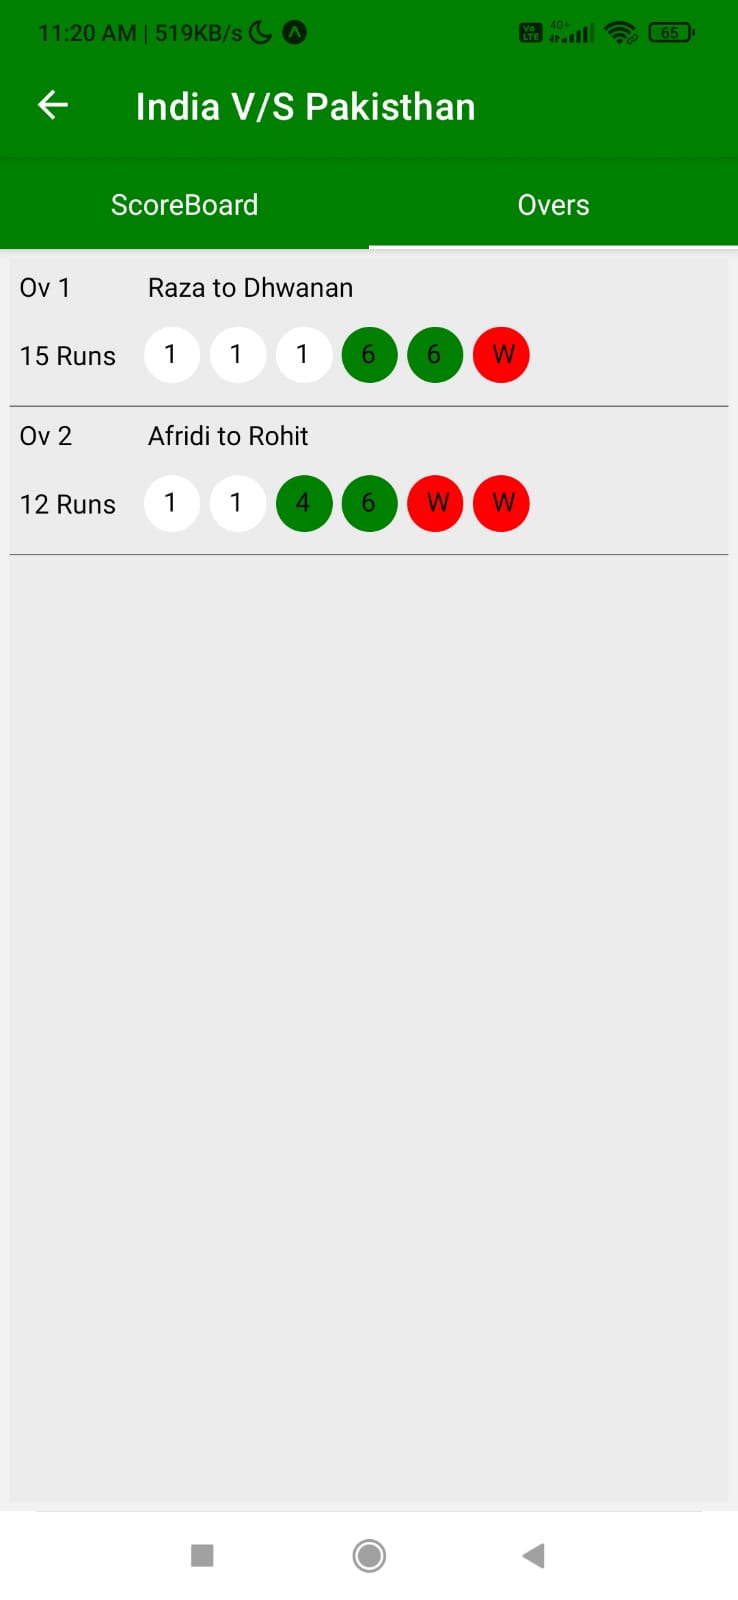 11:20 AM | 519KB/s Vo LTE 4G+ 65
India V/S Pakisthan
ScoreBoard Overs
Ov 1 Raza to Dhwanan
15 Runs 1 1 1 6 6 W
Ov 2 Afridi to Rohit
12 Runs 1 1 4 6 W W